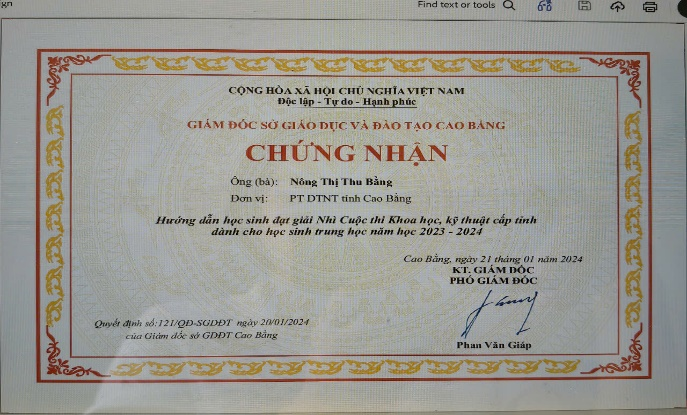 gn
Find text or tools
CỘNG HÒA XÃ HỘI CHỦ NGHĨA VIỆT NAM
Độc lập - Tự do - Hạnh phúc
GIÁM ĐỐC SỞ GIÁO DỤC VÀ ĐÀO TẠO CAO BẰNG
CHỨNG NHẬN
Ông (bà): Nông Thị Thu Bằng
Đơn vị: PT DTNT tỉnh Cao Bằng
Hướng dẫn học sinh đạt giải Nhì Cuộc thi Khoa học, kỹ thuật cấp tỉnh
dành cho học sinh trung học năm học 2023 - 2024
Cao Bằng, ngày 21 tháng 01 năm 2024
KT. GIÁM ĐỐC
PHÓ GIÁM ĐỐC
Quyết định số:121/QĐ-SGDĐT ngày 20/01/2024
của Giám đốc sở GDĐT Cao Bằng
Phan Văn Giáp